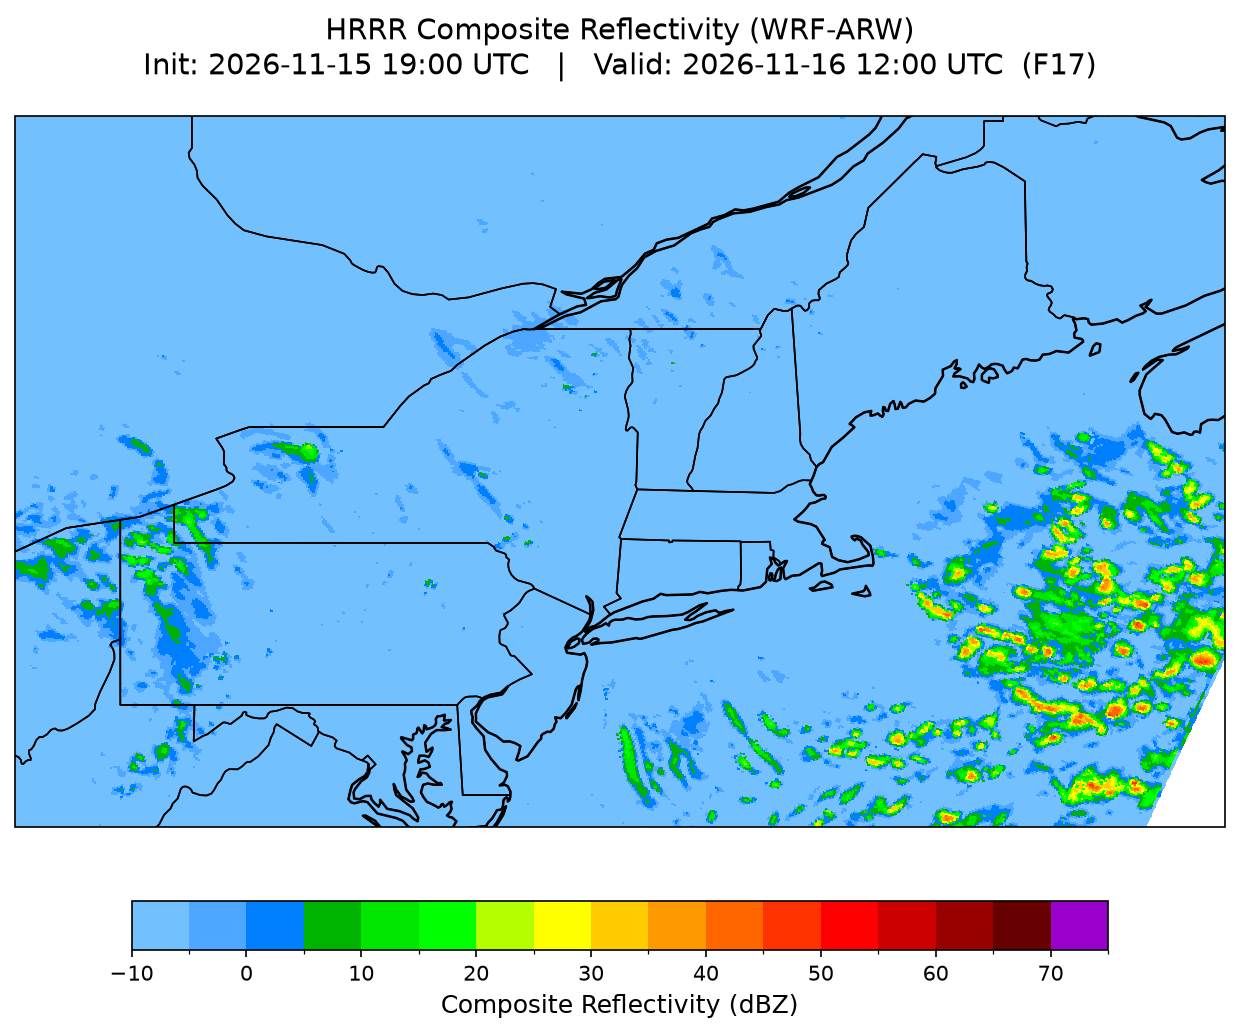 HRRR Composite Reflectivity (WRF-ARW)
Init: 2026-11-15 19:00 UTC   |   Valid: 2026-11-16 12:00 UTC  (F17)
−10 0 10 20 30 40 50 60 70
Composite Reflectivity (dBZ)